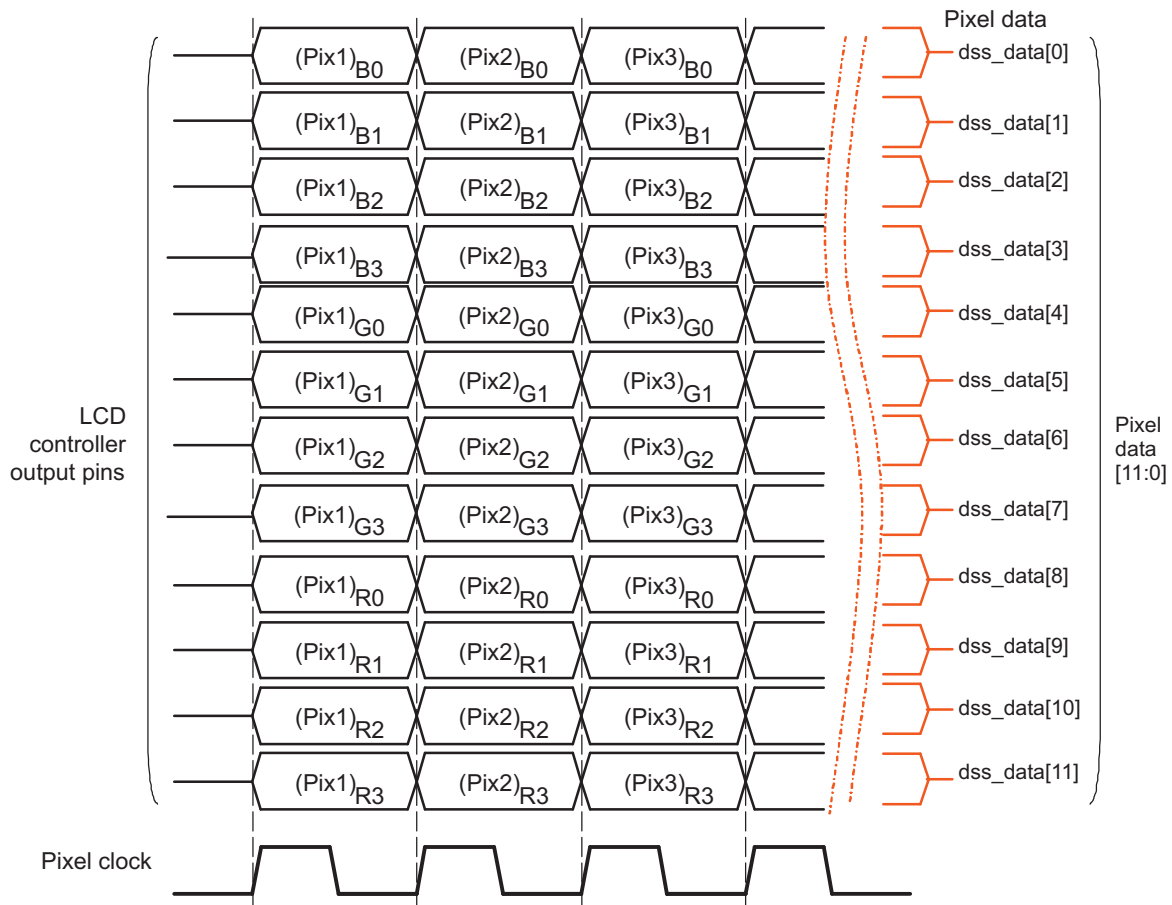 Pixel data
(Pix1)B0 (Pix2)B0 (Pix3)B0 dss_data[0]
(Pix1)B1 (Pix2)B1 (Pix3)B1 dss_data[1]
(Pix1)B2 (Pix2)B2 (Pix3)B2 dss_data[2]
(Pix1)B3 (Pix2)B3 (Pix3)B3 dss_data[3]
(Pix1)G0 (Pix2)G0 (Pix3)G0 dss_data[4]
(Pix1)G1 (Pix2)G1 (Pix3)G1 dss_data[5]
(Pix1)G2 (Pix2)G2 (Pix3)G2 dss_data[6]
(Pix1)G3 (Pix2)G3 (Pix3)G3 dss_data[7]
(Pix1)R0 (Pix2)R0 (Pix3)R0 dss_data[8]
(Pix1)R1 (Pix2)R1 (Pix3)R1 dss_data[9]
(Pix1)R2 (Pix2)R2 (Pix3)R2 dss_data[10]
(Pix1)R3 (Pix2)R3 (Pix3)R3 dss_data[11]
LCD
controller
output pins
Pixel
data
[11:0]
Pixel clock